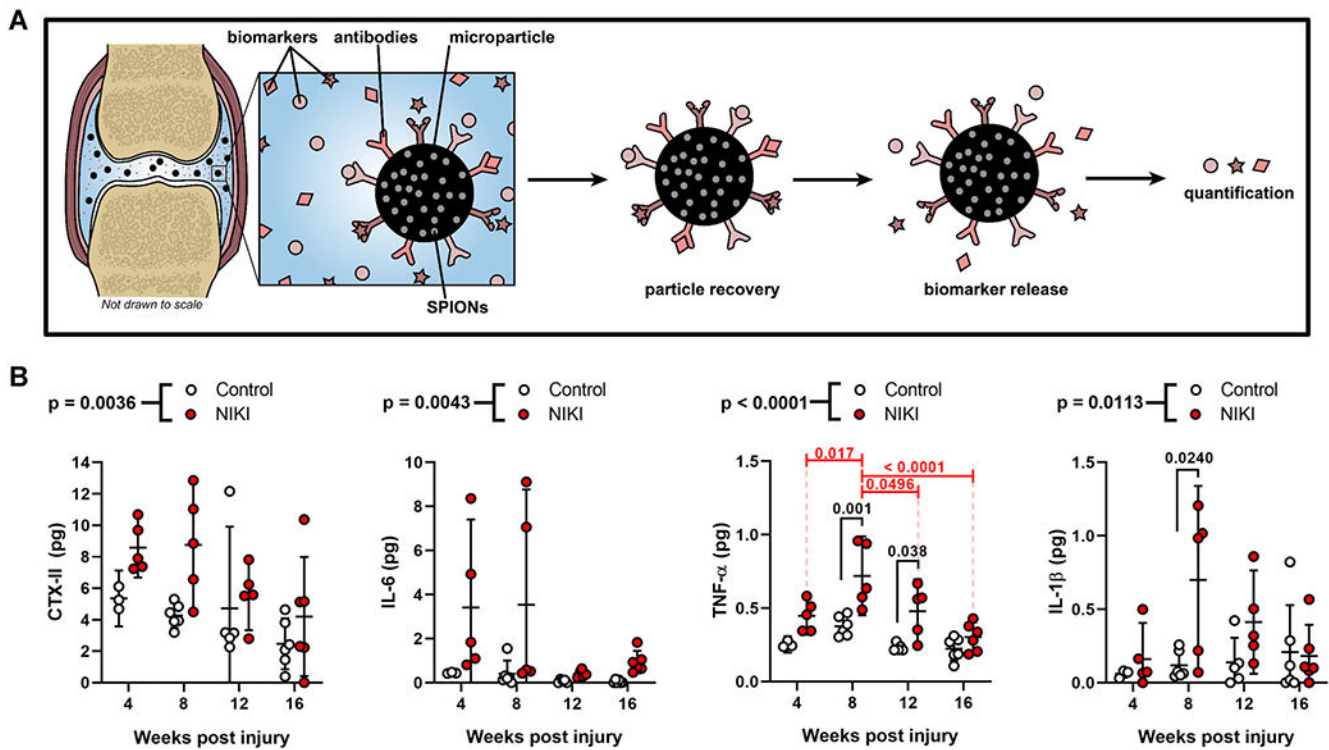 A
biomarkers antibodies microparticle
Not drawn to scale
SPIONs
particle recovery
biomarker release
quantification
B
p = 0.0036
Control
NIKI
CTX-II (pg)
14
12
10
8
6
4
2
0
4 8 12 16
Weeks post injury
p = 0.0043
Control
NIKI
IL-6 (pg)
10
8
6
4
2
0
4 8 12 16
Weeks post injury
p < 0.0001
Control
NIKI
TNF-α (pg)
1.5
1.0
0.5
0.0
0.017
< 0.0001
0.0496
0.001
0.038
4 8 12 16
Weeks post injury
p = 0.0113
Control
NIKI
IL-1β (pg)
1.5
1.0
0.5
0.0
0.0240
4 8 12 16
Weeks post injury